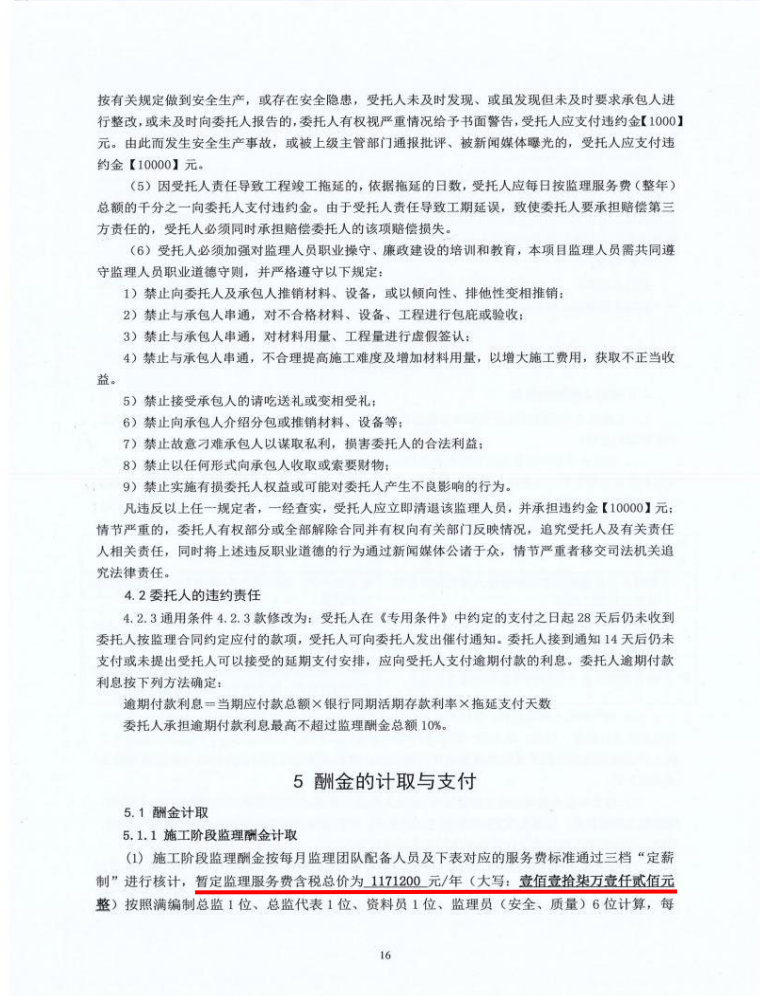 按有关规定做到安全生产，或存在安全隐患，受托人未及时发现、或虽发现但未及时要求承包人进
行整改，或未及时向委托人报告的，委托人有权视严重情况给予书面警告，受托人应支付违约金【1000】
元。由此而发生安全生产事故，或被上级主管部门通报批评、被新闻媒体曝光的，受托人应支付违
约金【10000】元。
（5）因受托人责任导致工程竣工拖延的，依据拖延的日数，受托人应每日按监理服务费（整年）
总额的千分之一向委托人支付违约金。由于受托人责任导致工期延误，致使委托人要承担赔偿第三
方责任的，受托人必须同时承担赔偿委托人的该项赔偿损失。
（6）受托人必须加强对监理人员职业操守、廉政建设的培训和教育，本项目监理人员需共同遵
守监理人员职业道德守则，并严格遵守以下规定：
1）禁止向委托人及承包人推销材料、设备，或以倾向性、排他性变相推销；
2）禁止与承包人串通，对不合格材料、设备、工程进行包庇或验收；
3）禁止与承包人串通，对材料用量、工程量进行虚假签认；
4）禁止与承包人串通，不合理提高施工难度及增加材料用量，以增大施工费用，获取不正当收
益。
5）禁止接受承包人的请吃送礼或变相受礼；
6）禁止向承包人介绍分包或推销材料、设备等；
7）禁止故意刁难承包人以谋取私利，损害委托人的合法利益；
8）禁止以任何形式向承包人收取或索要财物；
9）禁止实施有损委托人权益或可能对委托人产生不良影响的行为。
凡违反以上任一规定者，一经查实，受托人应立即清退该监理人员，并承担违约金【10000】元；
情节严重的，委托人有权部分或全部解除合同并有权向有关部门反映情况，追究受托人及有关责任
人相关责任，同时将上述违反职业道德的行为通过新闻媒体公诸于众，情节严重者移交司法机关追
究法律责任。
4.2委托人的违约责任
4.2.3通用条件4.2.3款修改为：受托人在《专用条件》中约定的支付之日起28天后仍未收到
委托人按监理合同约定应付的款项，受托人可向委托人发出催付通知。委托人接到通知14天后仍未
支付或未提出受托人可以接受的延期支付安排，应向受托人支付逾期付款的利息。委托人逾期付款
利息按下列方法确定：
逾期付款利息＝当期应付款总额×银行同期活期存款利率×拖延支付天数
委托人承担逾期付款利息最高不超过监理酬金总额10%。
5 酬金的计取与支付
5.1 酬金计取
5.1.1 施工阶段监理酬金计取
（1）施工阶段监理酬金按每月监理团队配备人员及下表对应的服务费标准通过三档“定薪
制”进行核计，暂定监理服务费含税总价为 1171200 元/年（大写：壹佰壹拾柒万壹仟贰佰元
整）按照满编制总监1位、总监代表1位、资料员1位、监理员（安全、质量）6位计算，每
16